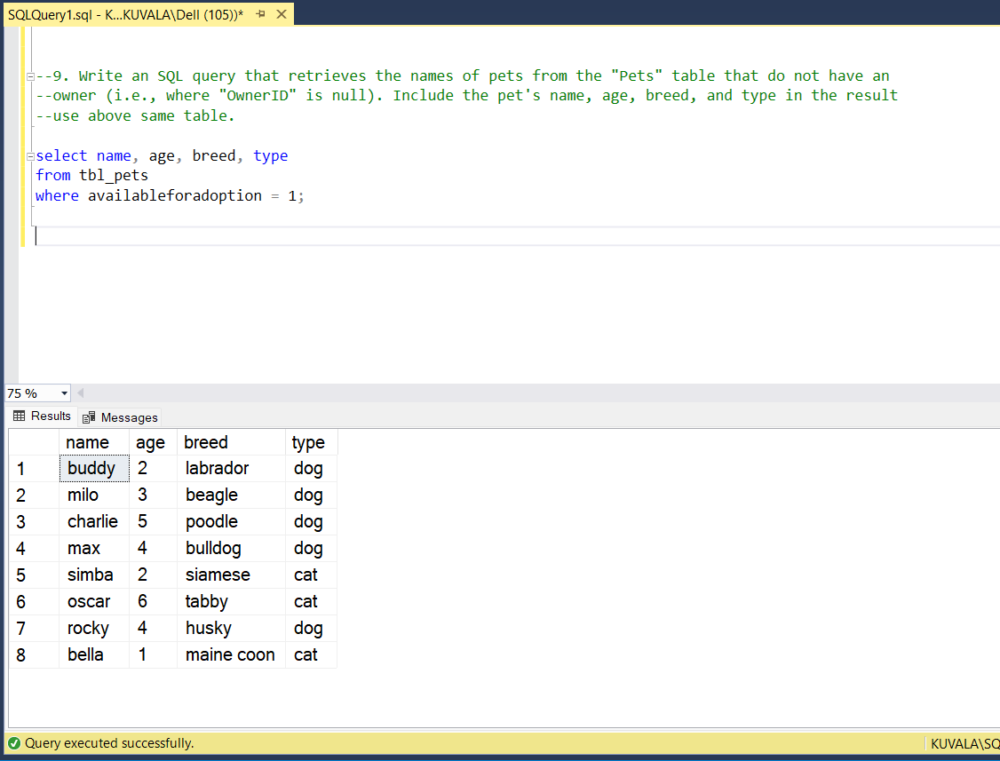 SQLQuery1.sql - K...KUVALA\Dell (105))*
--9. Write an SQL query that retrieves the names of pets from the "Pets" table that do not have an
--owner (i.e., where "OwnerID" is null). Include the pet's name, age, breed, and type in the result
--use above same table.
select name, age, breed, type
from tbl_pets
where availableforadoption = 1;
75 %
Results Messages
name age breed type
1 buddy 2 labrador dog
2 milo 3 beagle dog
3 charlie 5 poodle dog
4 max 4 bulldog dog
5 simba 2 siamese cat
6 oscar 6 tabby cat
7 rocky 4 husky dog
8 bella 1 maine coon cat
Query executed successfully. KUVALA\SQ